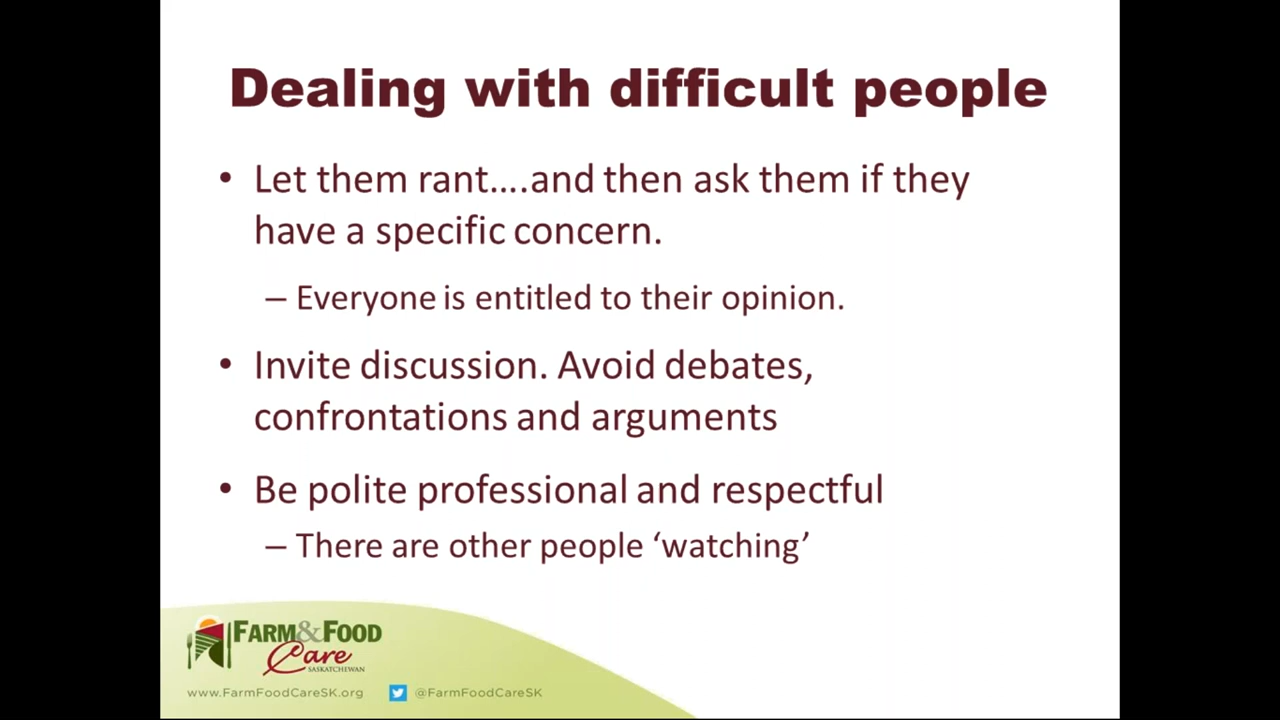 Dealing with difficult people
• Let them rant….and then ask them if they
have a specific concern.
– Everyone is entitled to their opinion.
• Invite discussion. Avoid debates,
confrontations and arguments
• Be polite professional and respectful
– There are other people ‘watching’
FARM&FOOD
Care
SASKATCHEWAN
www.FarmFoodCareSK.org @FarmFoodCareSK